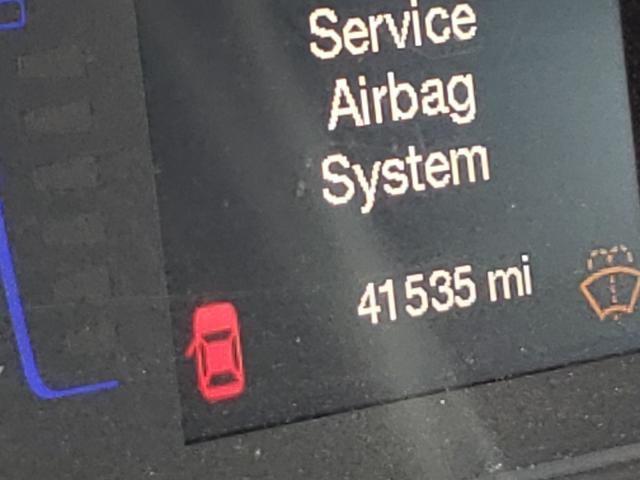 Service
Airbag
System
41535 mi